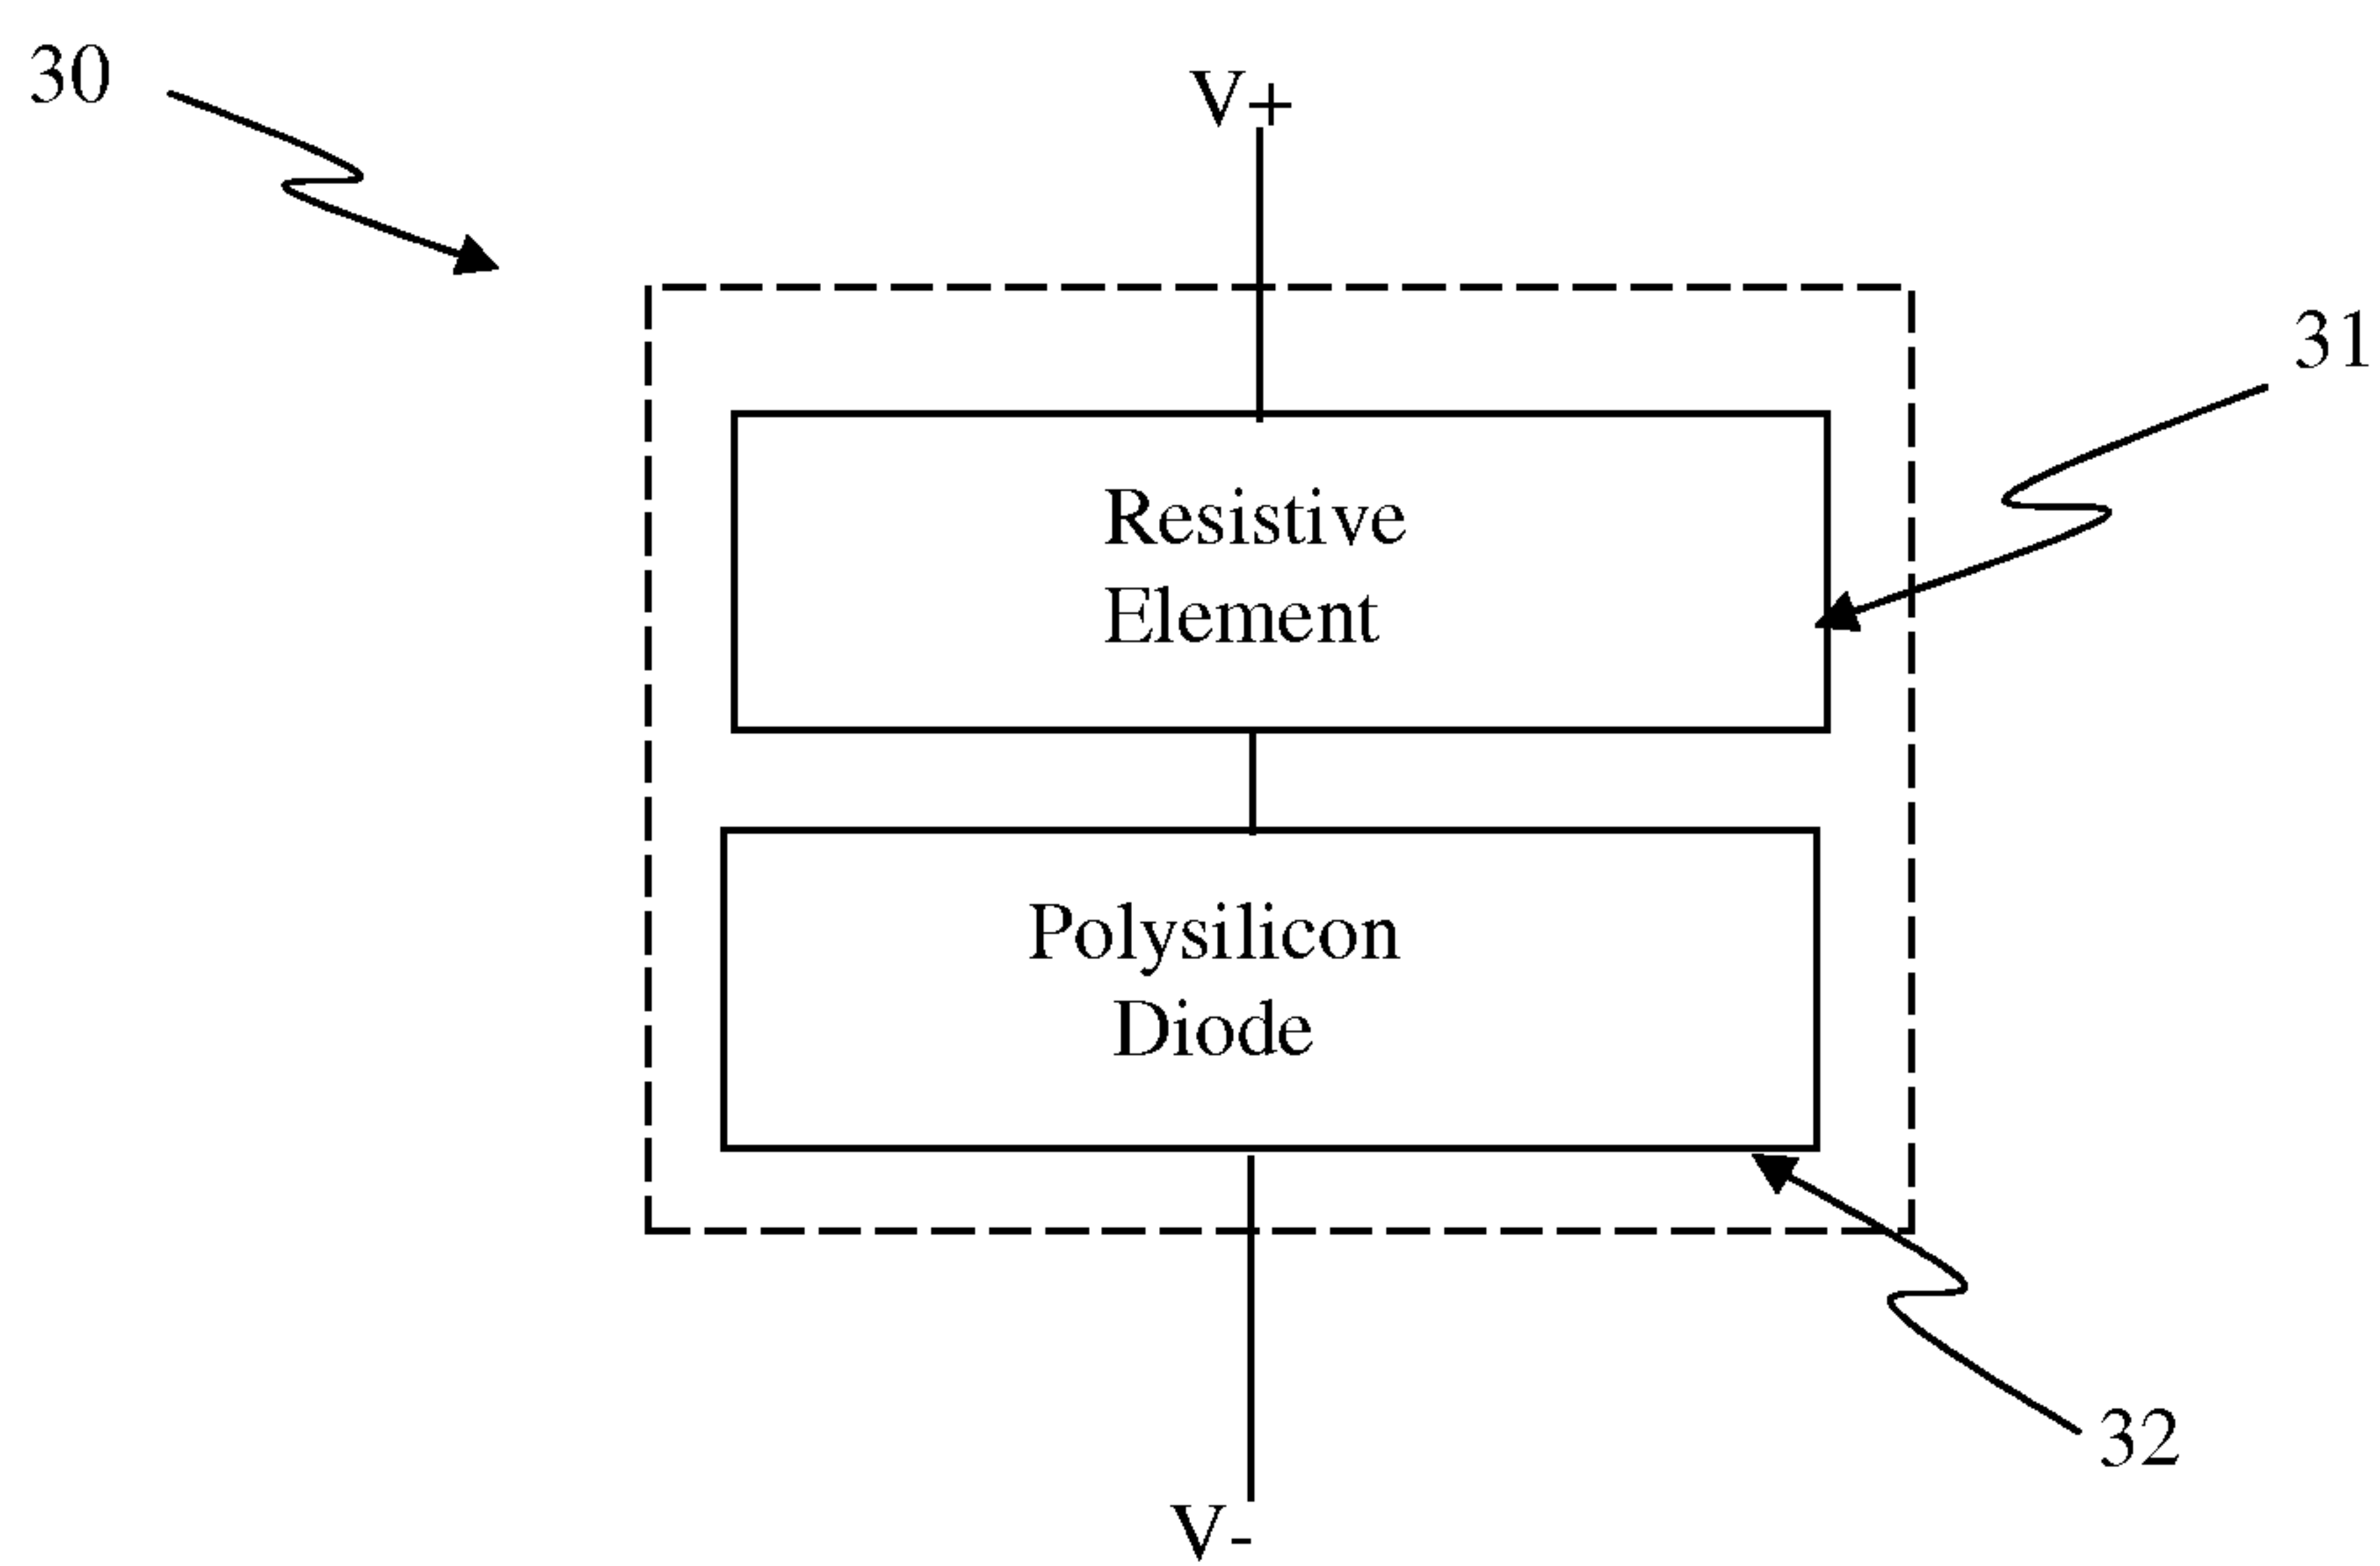 30
V+
31
Resistive
Element
Polysilicon
Diode
32
V-